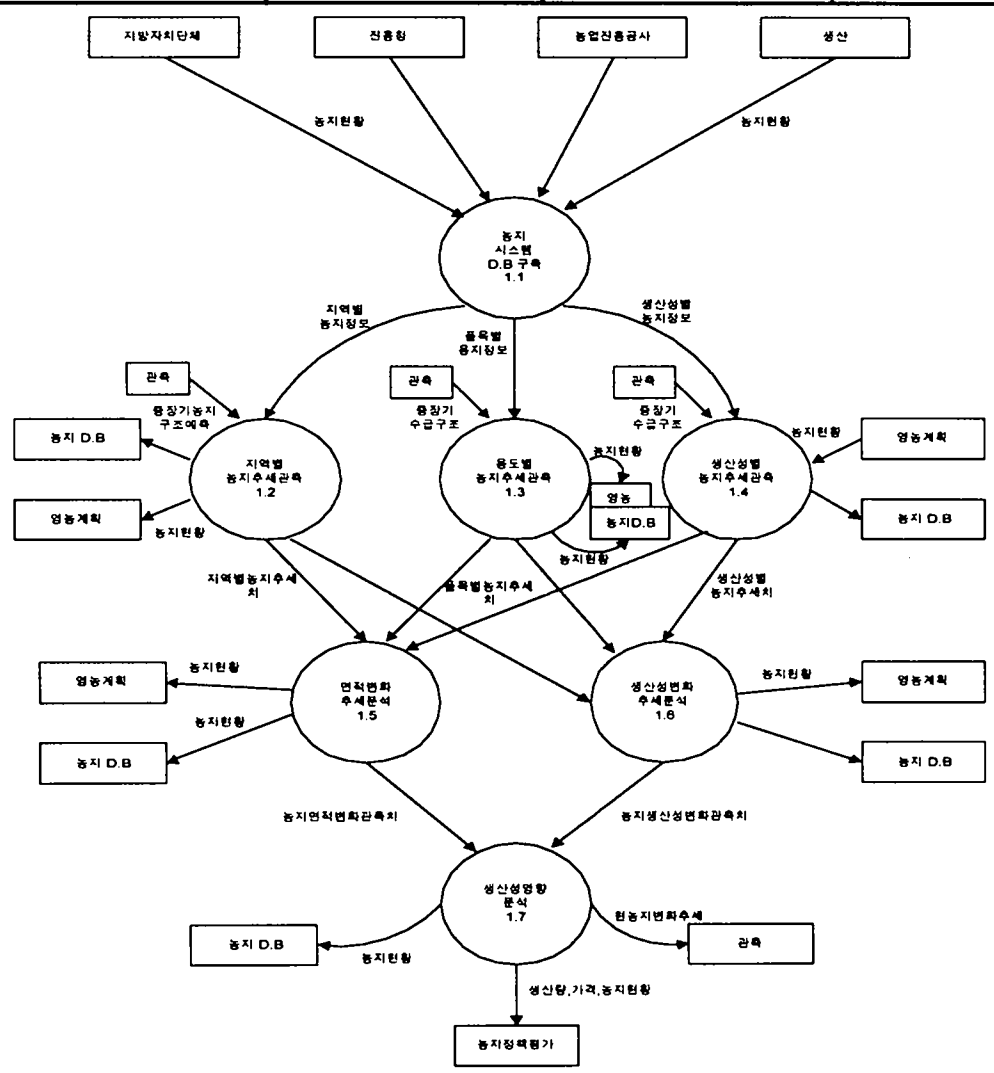 지방자치단체
진흥청
농업진흥공사
생산
농지현황
농지현황
농지
시스템
D.B 구축
1.1
지역별
농지정보
품목별
용지정보
생산성별
농지정보
관측
관측
관측
중장기농지
구조예측
중장기
수급구조
중장기
수급구조
농지 D.B
영농계획
농지현황
지역별
농지추세관측
1.2
용도별
농지추세관측
1.3
농지현황
영농
농지D.B
농지현황
생산성별
농지추세관측
1.4
농지현황
영농계획
농지 D.B
지역별농지추세
치
품목별농지추세
치
생산성별
농지추세치
영농계획
농지현황
농지 D.B
농지현황
면적변화
추세분석
1.5
생산성변화
추세분석
1.6
농지현황
영농계획
농지 D.B
농지면적변화관측치
농지생산성변화관측치
생산성영향
분석
1.7
농지 D.B
농지현황
현농지변화추세
관측
생산량,가격,농지현황
농지정책평가